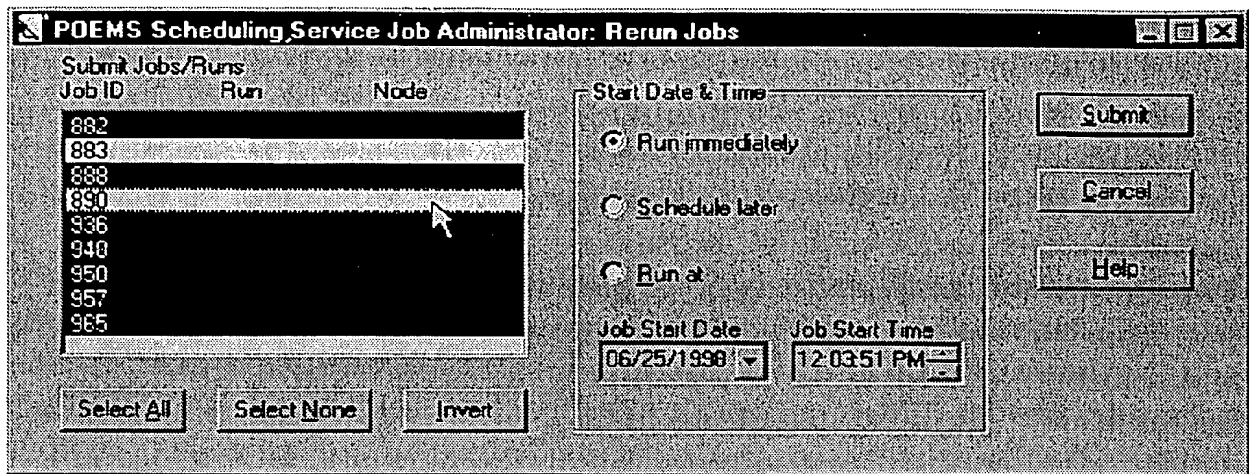 POEMS Scheduling,Service Job Administrator: Rerun Jobs
Submit Jobs/Runs
Job ID Run Node
882
883
888
890
936
940
950
957
965
Select All Select None Invert
Start Date & Time
Run immediately
Schedule later
Run at
Job Start Date Job Start Time
06/25/1998 12:03:51 PM
Submit
Cancel
Help